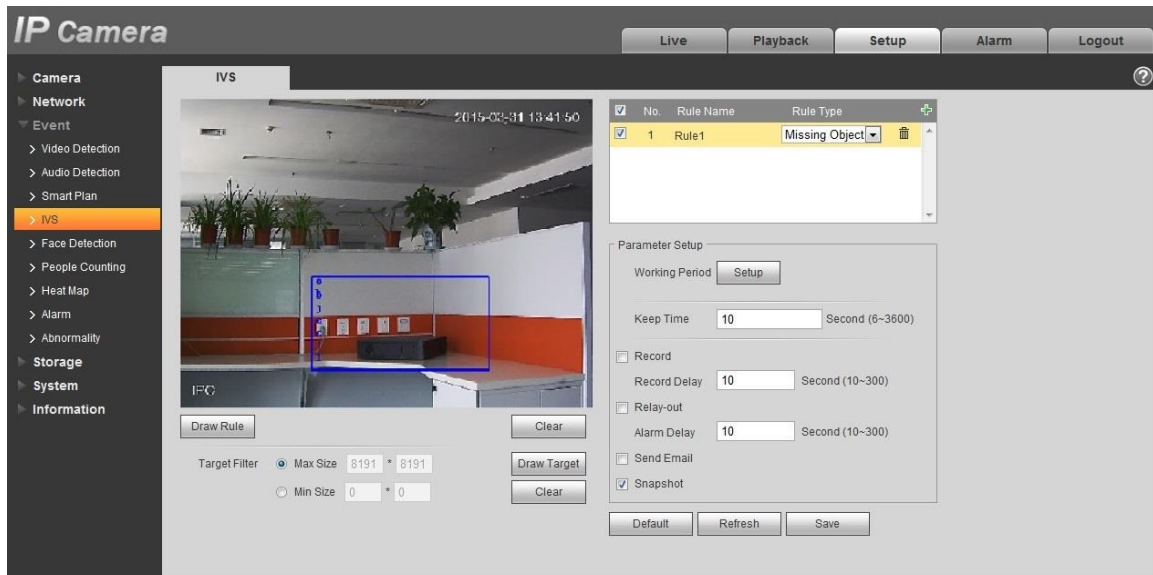 IP Camera
Live
Playback
Setup
Alarm
Logout
Camera
Network
Event
Video Detection
Audio Detection
Smart Plan
IVS
Face Detection
People Counting
Heat Map
Alarm
Abnormality
Storage
System
Information
IVS
2015-03-31 13:41:50
IPC
Draw Rule
Clear
Target Filter
Max Size 8191 * 8191
Draw Target
Min Size 0 * 0
Clear
No. Rule Name Rule Type
1 Rule1 Missing Object
Parameter Setup
Working Period Setup
Keep Time 10 Second (6~3600)
Record
Record Delay 10 Second (10~300)
Relay-out
Alarm Delay 10 Second (10~300)
Send Email
Snapshot
Default
Refresh
Save